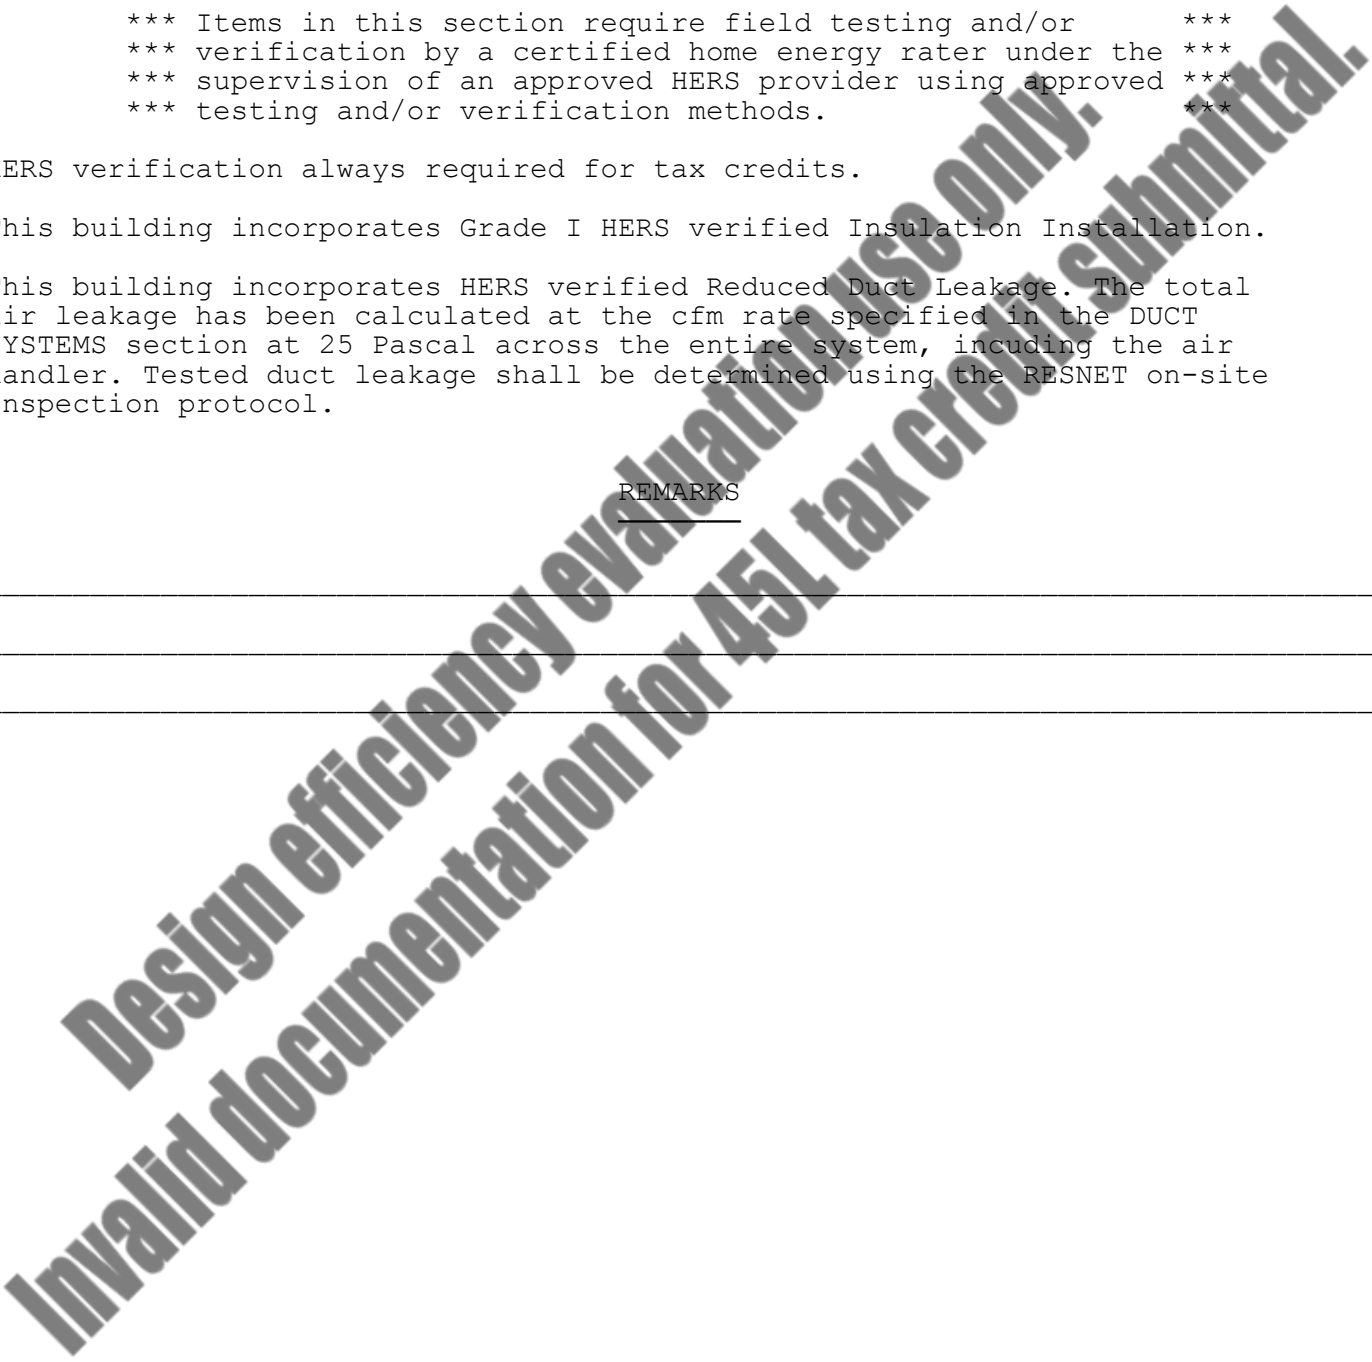 *** Items in this section require field testing and/or ***
*** verification by a certified home energy rater under the ***
*** supervision of an approved HERS provider using approved ***
*** testing and/or verification methods. ***
ERS verification always required for tax credits.
his building incorporates Grade I HERS verified Insulation Installation.
his building incorporates HERS verified Reduced Duct Leakage. The total
ir leakage has been calculated at the cfm rate specified in the DUCT
YSTEMS section at 25 Pascal across the entire system, incuding the air
andler. Tested duct leakage shall be determined using the RESNET on-site
nspection protocol.
REMARKS
Design efficiency evaluation use only.
Invalid documentation for 45L tax credit submittal.